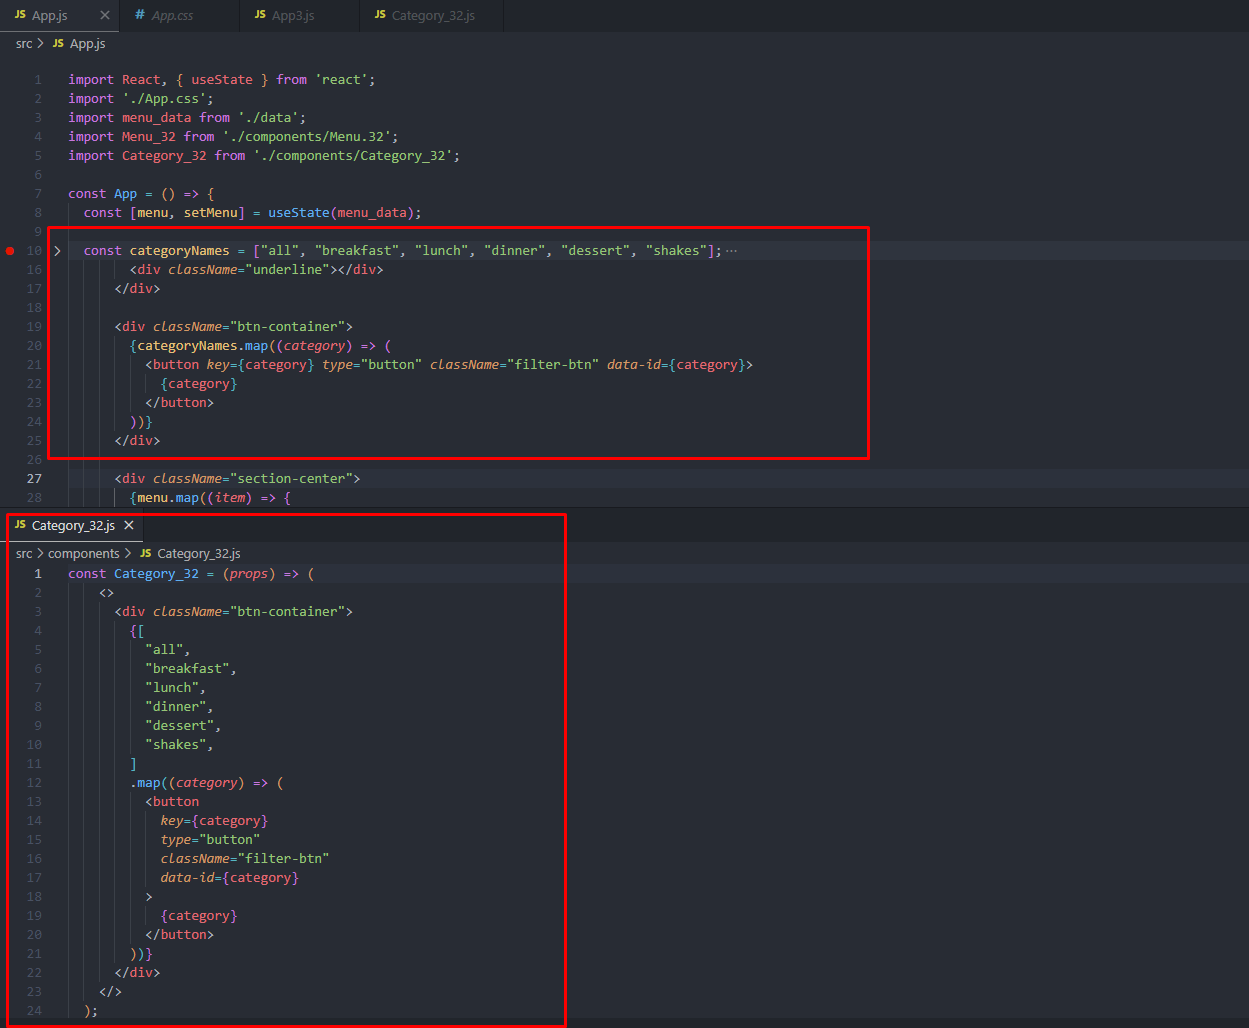 JS App.js ×
# App.css
JS App3.js
JS Category_32.js
src > JS App.js
1 import React, { useState } from 'react';
2 import './App.css';
3 import menu_data from './data';
4 import Menu_32 from './components/Menu.32';
5 import Category_32 from './components/Category_32';
6
7 const App = () => {
8 const [menu, setMenu] = useState(menu_data);
9
10 > const categoryNames = ["all", "breakfast", "lunch", "dinner", "dessert", "shakes"];⋯
16 <div className="underline"></div>
17 </div>
18
19 <div className="btn-container">
20 {categoryNames.map((category) => (
21 <button key={category} type="button" className="filter-btn" data-id={category}>
22 {category}
23 </button>
24 ))}
25 </div>
26
27 <div className="section-center">
28 {menu.map((item) => {
JS Category_32.js ×
src > components > JS Category_32.js
1 const Category_32 = (props) => (
2 <>
3 <div className="btn-container">
4 {[
5 "all",
6 "breakfast",
7 "lunch",
8 "dinner",
9 "dessert",
10 "shakes",
11 ]
12 .map((category) => (
13 <button
14 key={category}
15 type="button"
16 className="filter-btn"
17 data-id={category}
18 >
19 {category}
20 </button>
21 ))}
22 </div>
23 </>
24 );